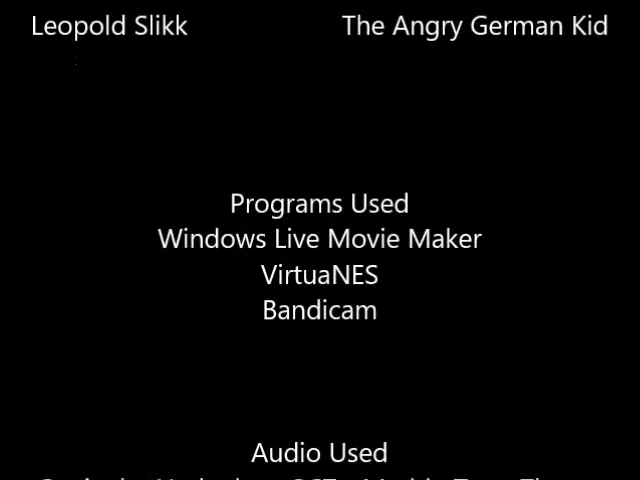 Leopold Slikk The Angry German Kid
Programs Used
Windows Live Movie Maker
VirtuaNES
Bandicam
Audio Used